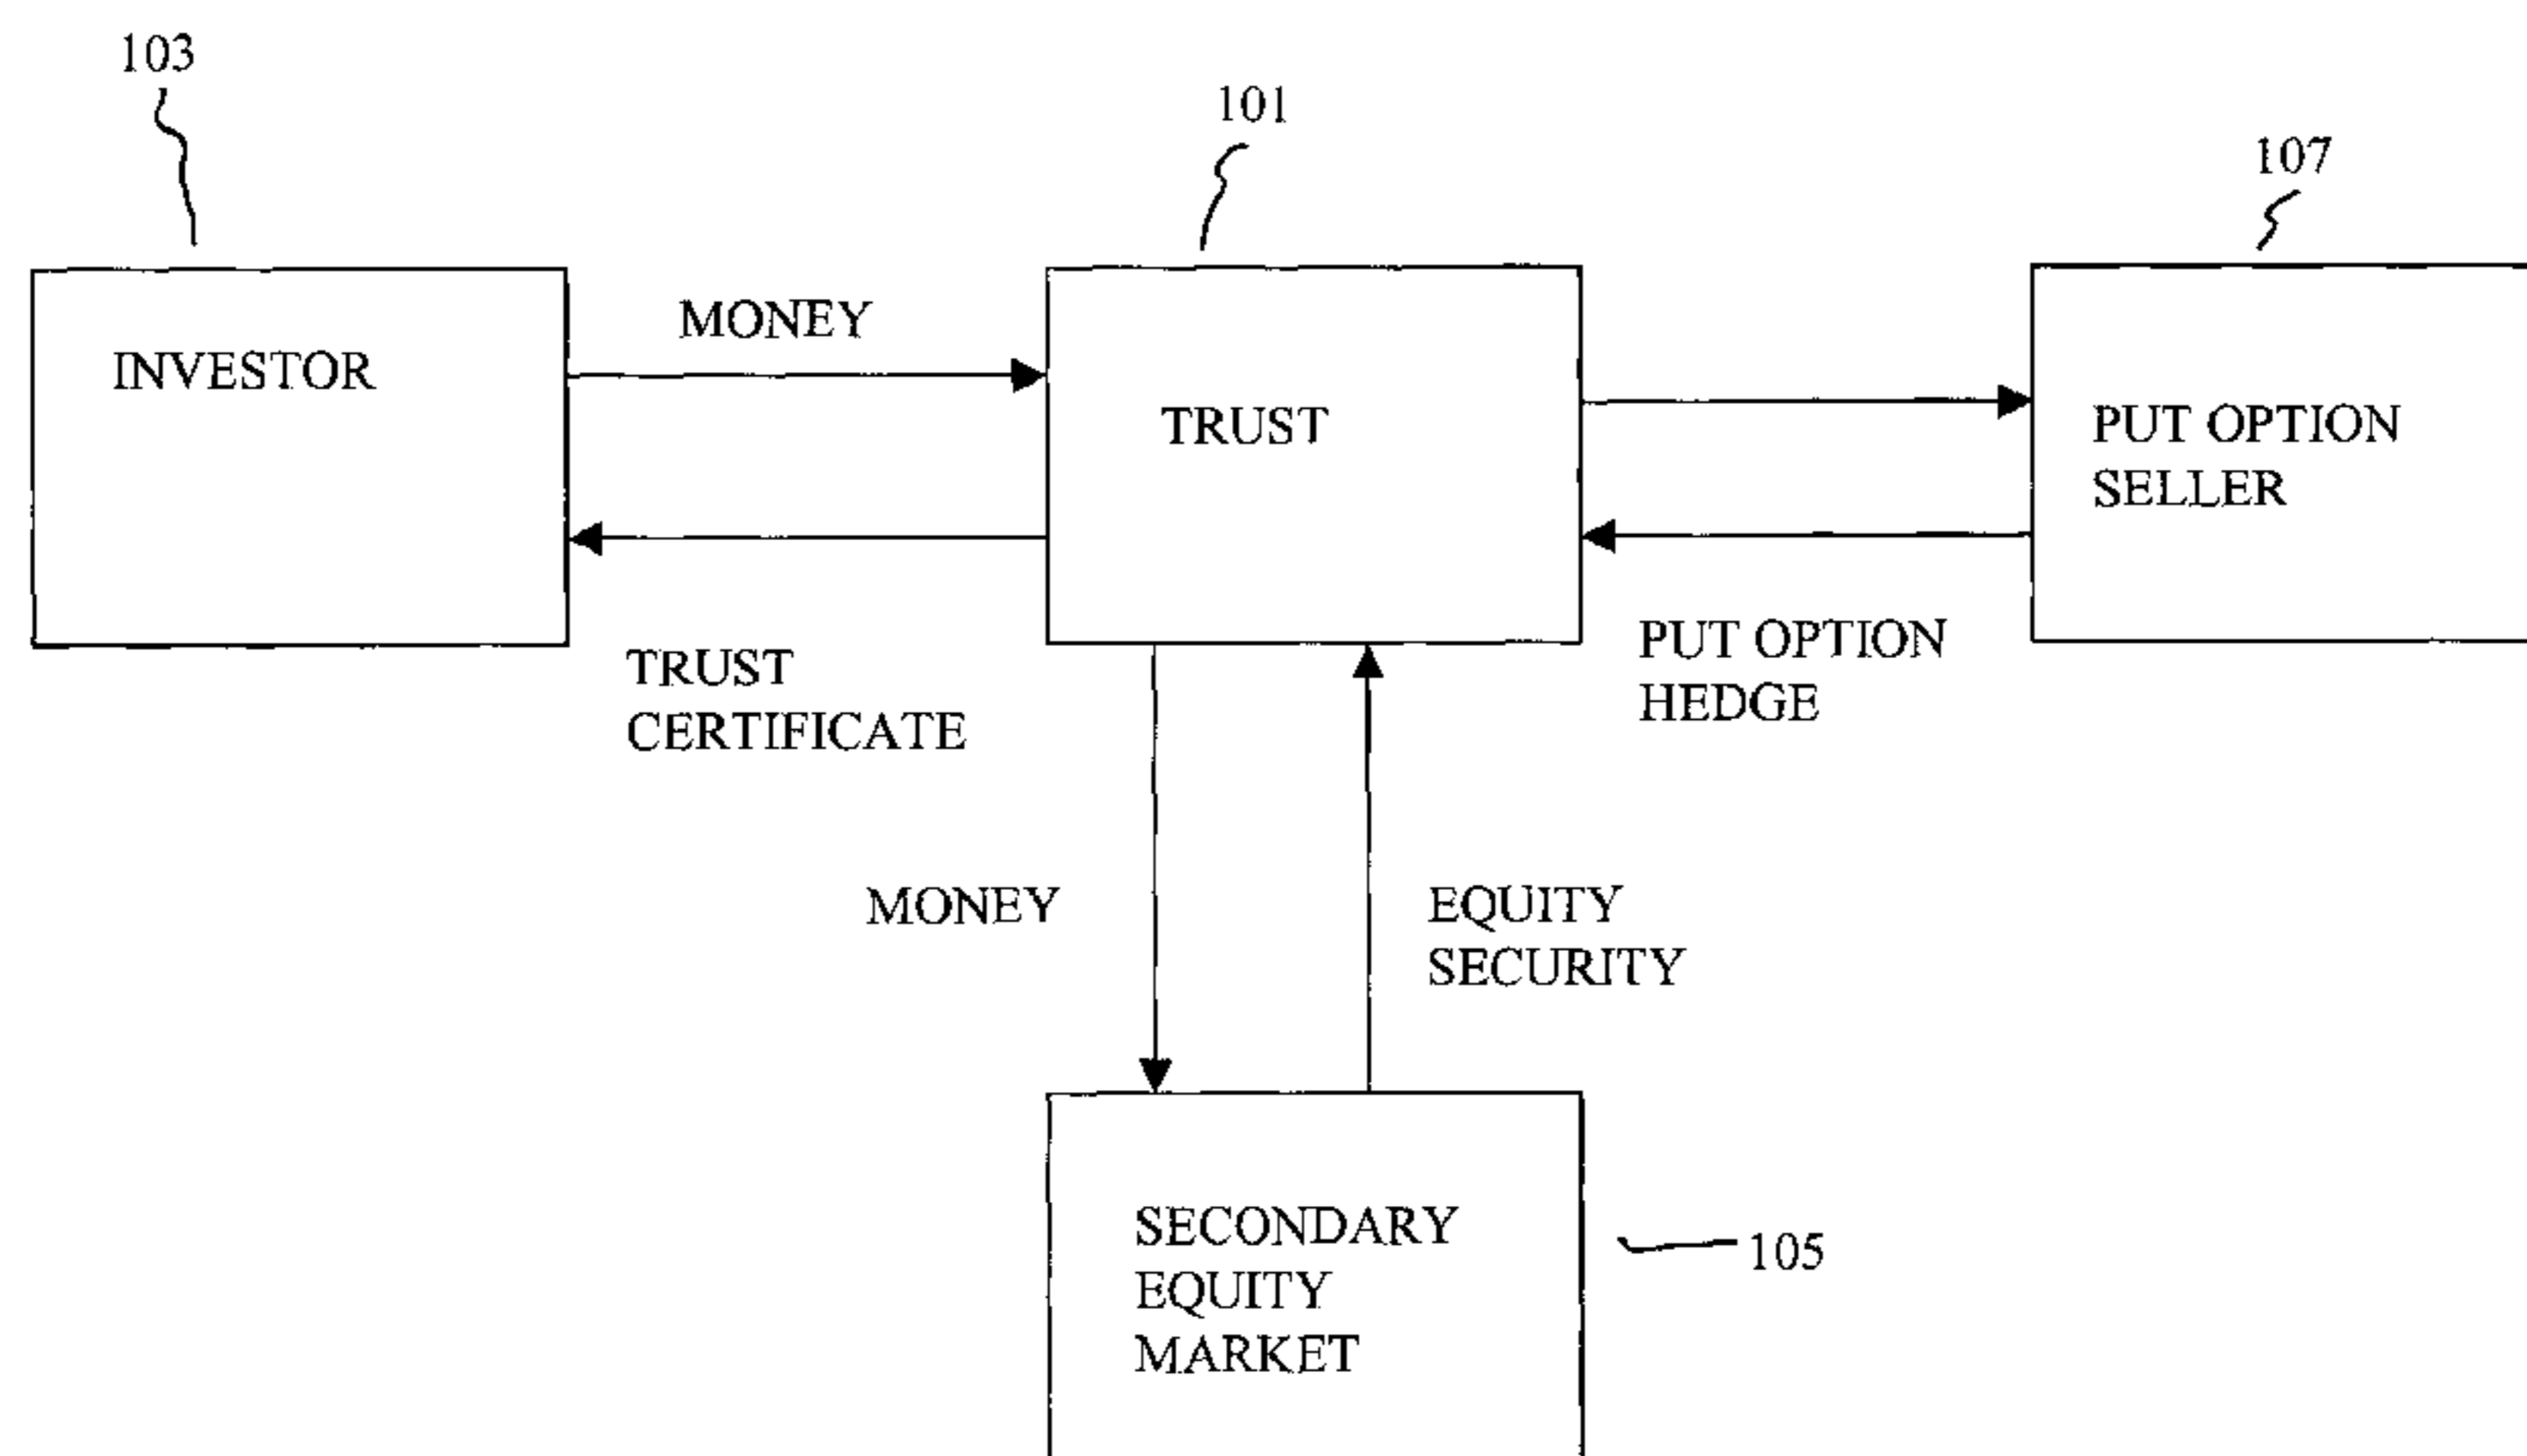 103
101
107
MONEY
INVESTOR
TRUST
PUT OPTION
SELLER
TRUST
CERTIFICATE
PUT OPTION
HEDGE
MONEY
EQUITY
SECURITY
SECONDARY
EQUITY
MARKET
105